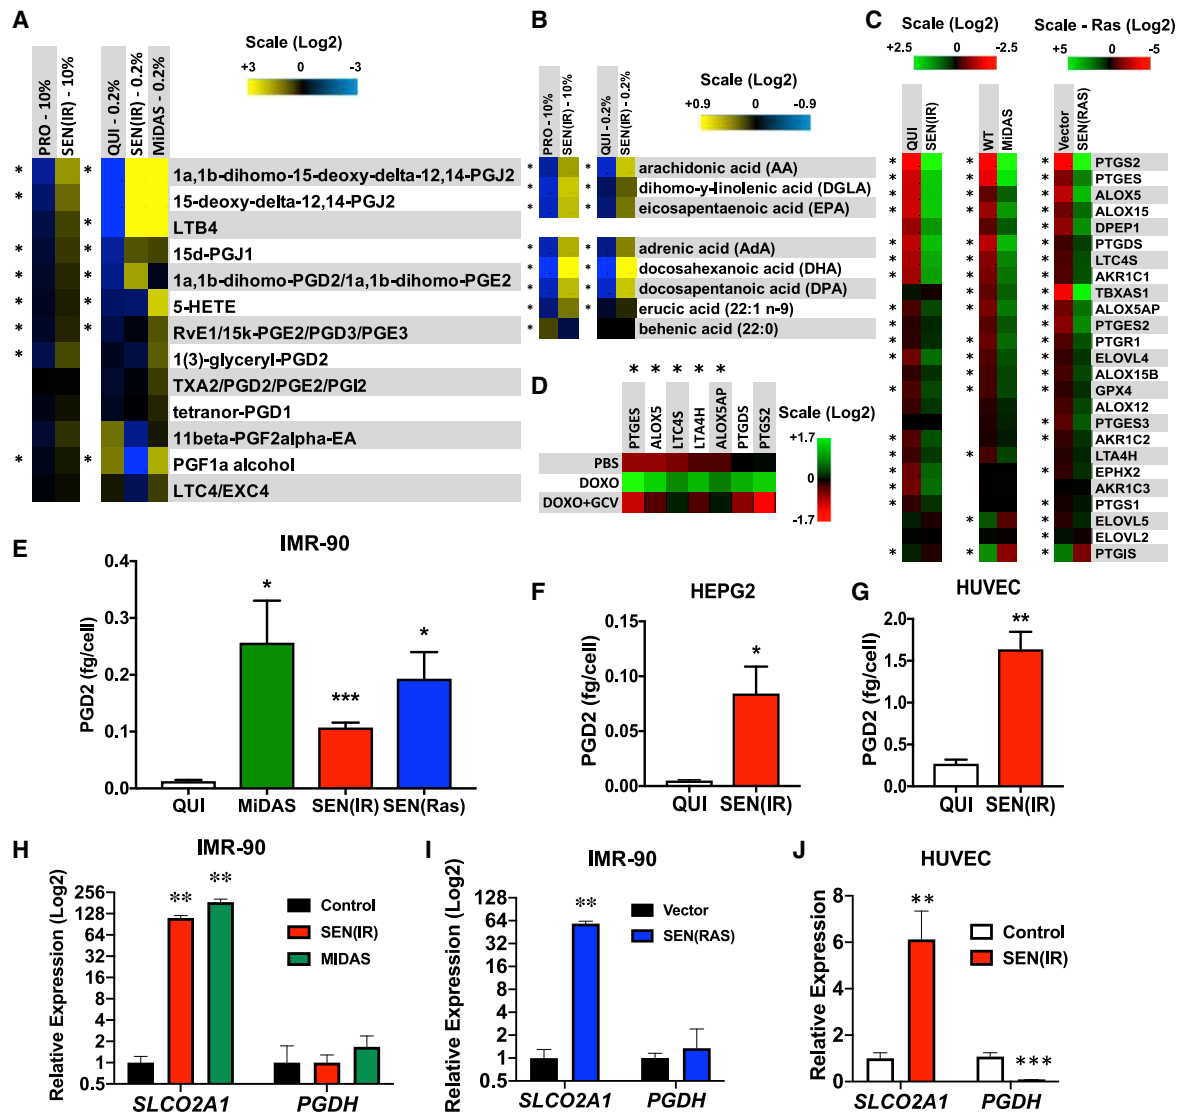 A
Scale (Log2)
+3 0 -3
PRO - 10%
SEN(IR) - 10%
QUI - 0.2%
SEN(IR) - 0.2%
MiDAS - 0.2%
* * 1a,1b-dihomo-15-deoxy-delta-12,14-PGJ2
* 15-deoxy-delta-12,14-PGJ2
* LTB4
* * 15d-PGJ1
* * 1a,1b-dihomo-PGD2/1a,1b-dihomo-PGE2
* * 5-HETE
* * RvE1/15k-PGE2/PGD3/PGE3
* 1(3)-glyceryl-PGD2
TXA2/PGD2/PGE2/PGI2
tetranor-PGD1
11beta-PGF2alpha-EA
* * PGF1a alcohol
LTC4/EXC4
B
Scale (Log2)
+0.9 0 -0.9
PRO - 10%
SEN(IR) - 10%
QUI - 0.2%
SEN(IR) - 0.2%
* * arachidonic acid (AA)
* * dihomo-y-linolenic acid (DGLA)
* * eicosapentaenoic acid (EPA)
* * adrenic acid (AdA)
* * docosahexanoic acid (DHA)
* * docosapentanoic acid (DPA)
* * erucic acid (22:1 n-9)
* behenic acid (22:0)
C
Scale (Log2)
+2.5 0 -2.5
Scale - Ras (Log2)
+5 0 -5
QUI
SEN(IR)
WT
MiDAS
Vector
SEN(RAS)
* * * PTGS2
* * * PTGES
* * * ALOX5
* * * ALOX15
* * DPEP1
* * * PTGDS
* * * LTC4S
* * * AKR1C1
* * TBXAS1
* * * ALOX5AP
* * * PTGES2
* * * PTGR1
* * * ELOVL4
* * ALOX15B
* * * GPX4
ALOX12
* PTGES3
* * AKR1C2
* * * LTA4H
* * EPHX2
* AKR1C3
* * PTGS1
* * ELOVL5
* ELOVL2
* * * PTGIS
D
* * * * *
PTGES
ALOX5
LTC4S
LTA4H
ALOX5AP
PTGDS
PTGS2
PBS
DOXO
DOXO+GCV
Scale (Log2)
+1.7
0
-1.7
E
IMR-90
PGD2 (fg/cell)
0.4
0.3
0.2
0.1
0.0
* *** *
QUI MiDAS SEN(IR) SEN(Ras)
F
HEPG2
PGD2 (fg/cell)
0.15
0.10
0.05
0.00
*
QUI SEN(IR)
G
HUVEC
PGD2 (fg/cell)
2.0
1.5
1.0
0.5
0.0
**
QUI SEN(IR)
H
IMR-90
Relative Expression (Log2)
256
128
64
32
16
8
4
2
1
0.5
** **
Control
SEN(IR)
MIDAS
SLCO2A1 PGDH
I
IMR-90
Relative Expression (Log2)
128
64
32
16
8
4
2
1
0.5
**
Vector
SEN(RAS)
SLCO2A1 PGDH
J
HUVEC
Relative Expression
8
6
4
2
0
** ***
Control
SEN(IR)
SLCO2A1 PGDH